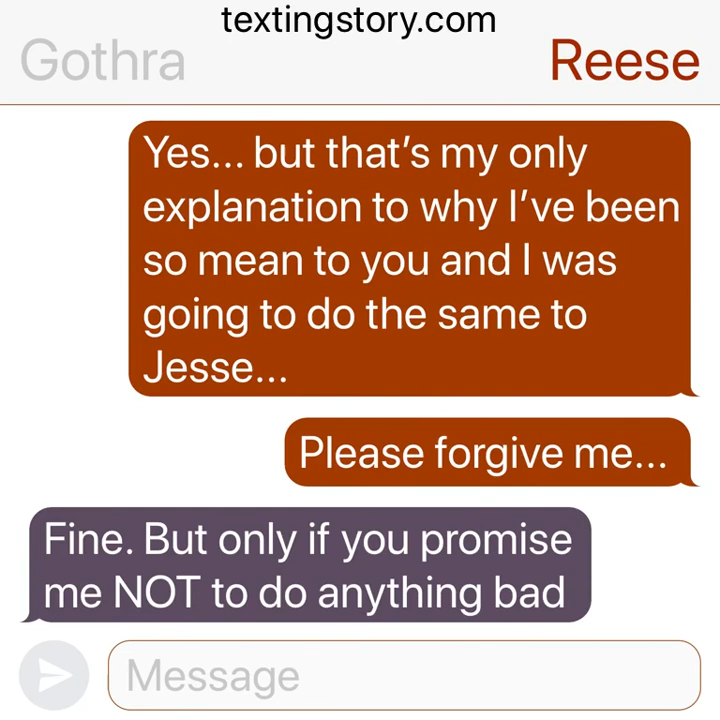 textingstory.com
Gothra
Reese
Yes... but that’s my only
explanation to why I’ve been
so mean to you and I was
going to do the same to
Jesse...
Please forgive me...
Fine. But only if you promise
me NOT to do anything bad
Message